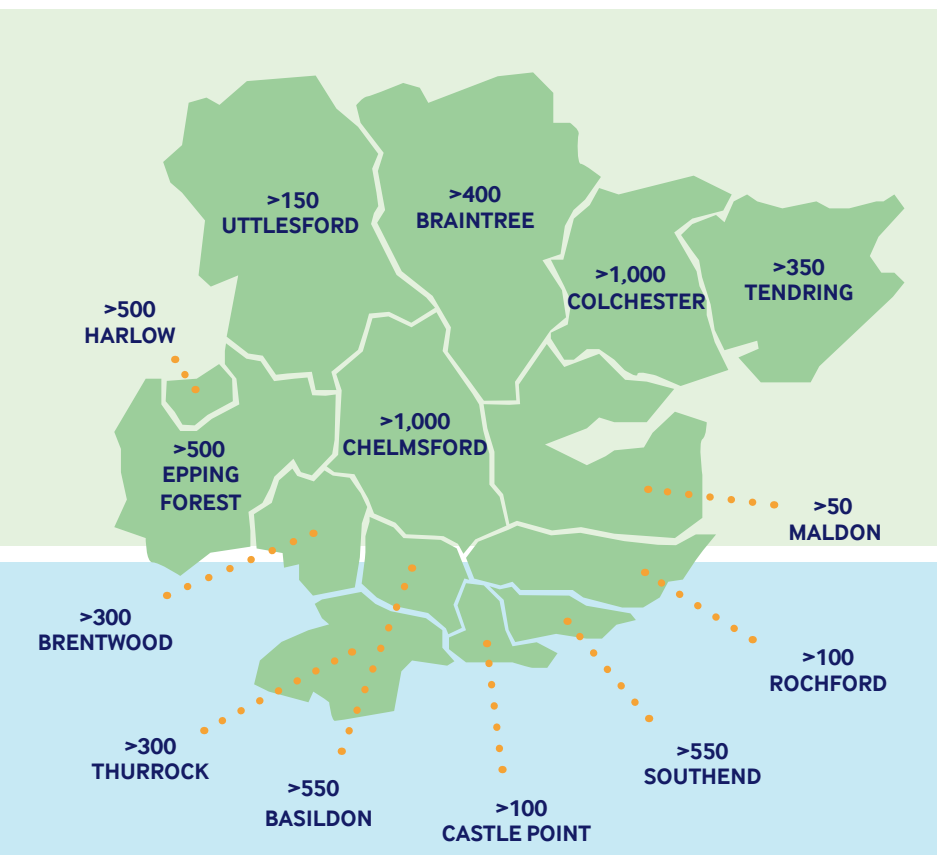 >150
UTTLESFORD
>400
BRAINTREE
>1,000
COLCHESTER
>350
TENDRING
>500
HARLOW
>500
EPPING
FOREST
>1,000
CHELMSFORD
>50
MALDON
>300
BRENTWOOD
>100
ROCHFORD
>300
THURROCK
>550
BASILDON
>100
CASTLE POINT
>550
SOUTHEND